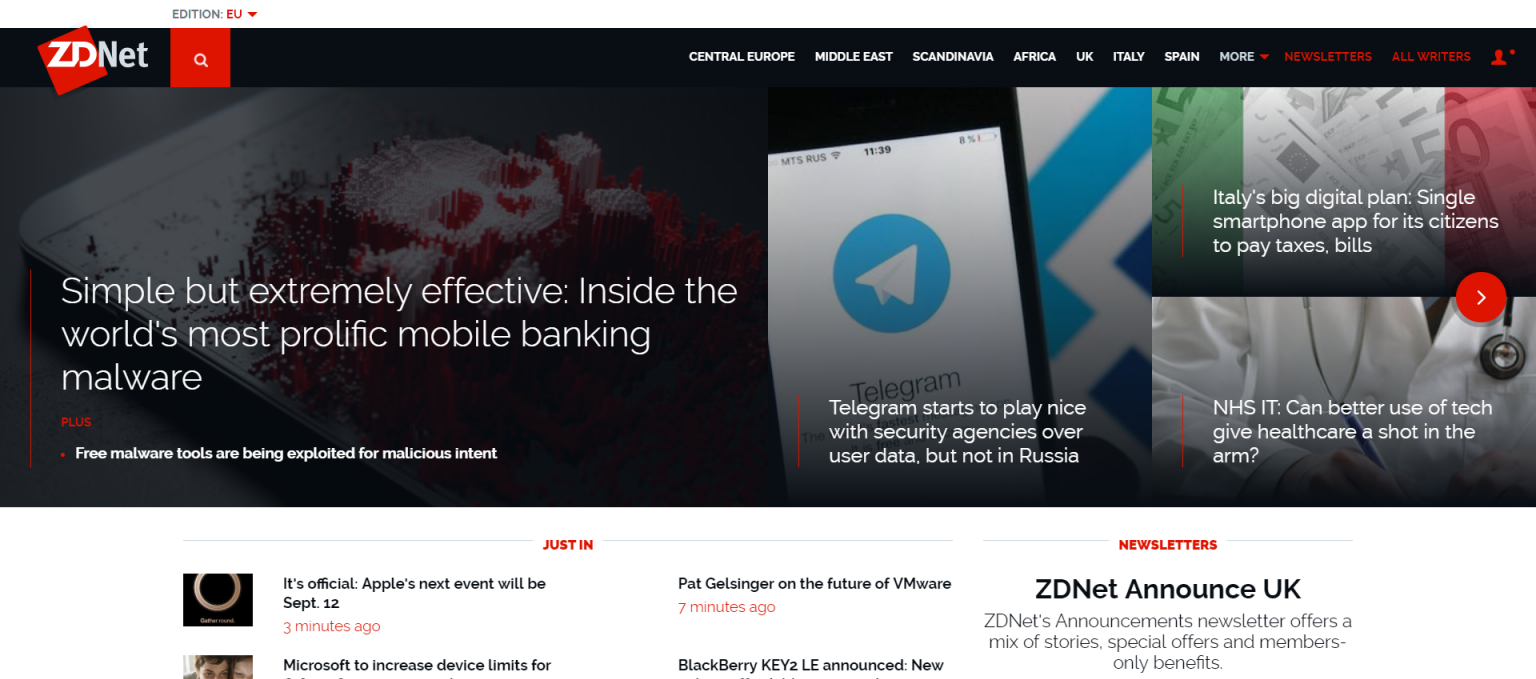 EDITION: EU
ZDNet
CENTRAL EUROPE MIDDLE EAST SCANDINAVIA AFRICA UK ITALY SPAIN MORE NEWSLETTERS ALL WRITERS
MTS RUS 11:39 8%
Italy's big digital plan: Single
smartphone app for its citizens
to pay taxes, bills
Simple but extremely effective: Inside the
world's most prolific mobile banking
malware
PLUS
Free malware tools are being exploited for malicious intent
Telegram
Telegram starts to play nice
with security agencies over
user data, but not in Russia
NHS IT: Can better use of tech
give healthcare a shot in the
arm?
JUST IN
It's official: Apple's next event will be
Sept. 12
3 minutes ago
Gather round.
Microsoft to increase device limits for
Pat Gelsinger on the future of VMware
7 minutes ago
BlackBerry KEY2 LE announced: New
NEWSLETTERS
ZDNet Announce UK
ZDNet's Announcements newsletter offers a
mix of stories, special offers and members-
only benefits.